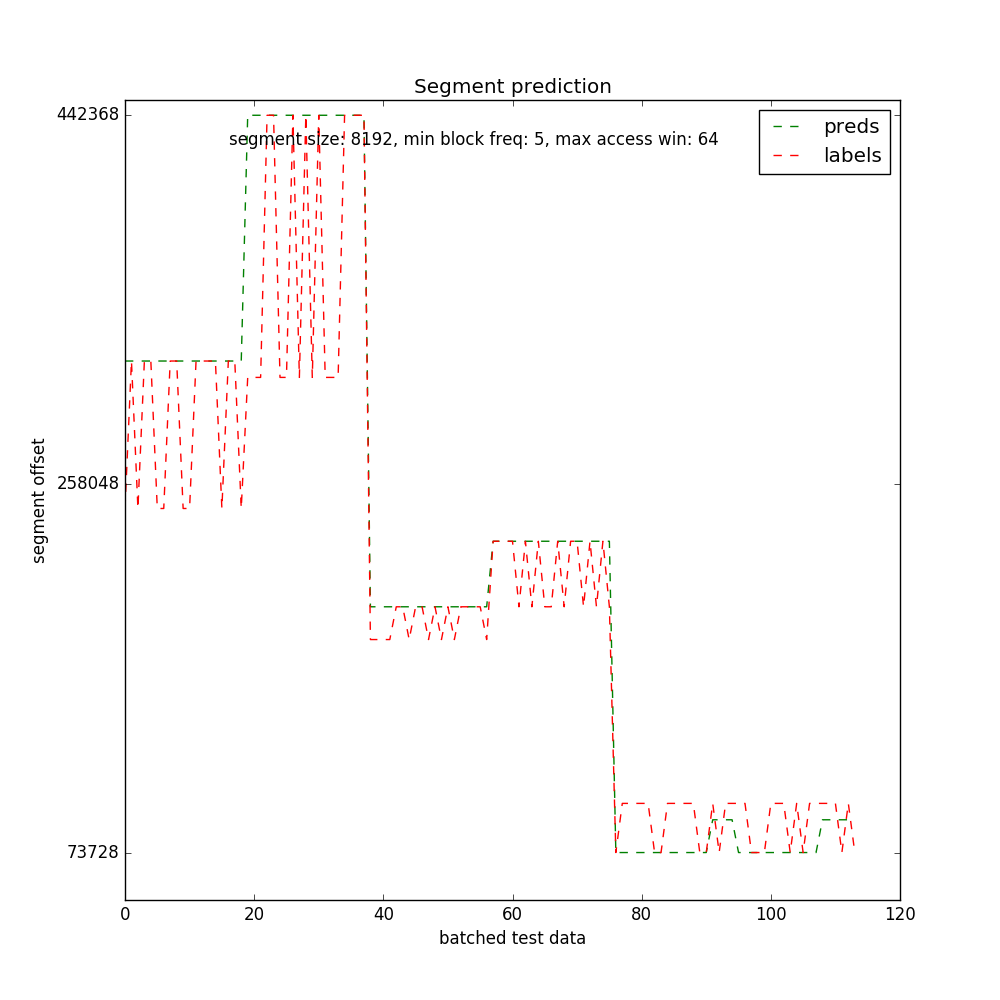 Segment prediction
442368
segment size: 8192, min block freq: 5, max access win: 64
preds
labels
segment offset
258048
73728
0 20 40 60 80 100 120
batched test data